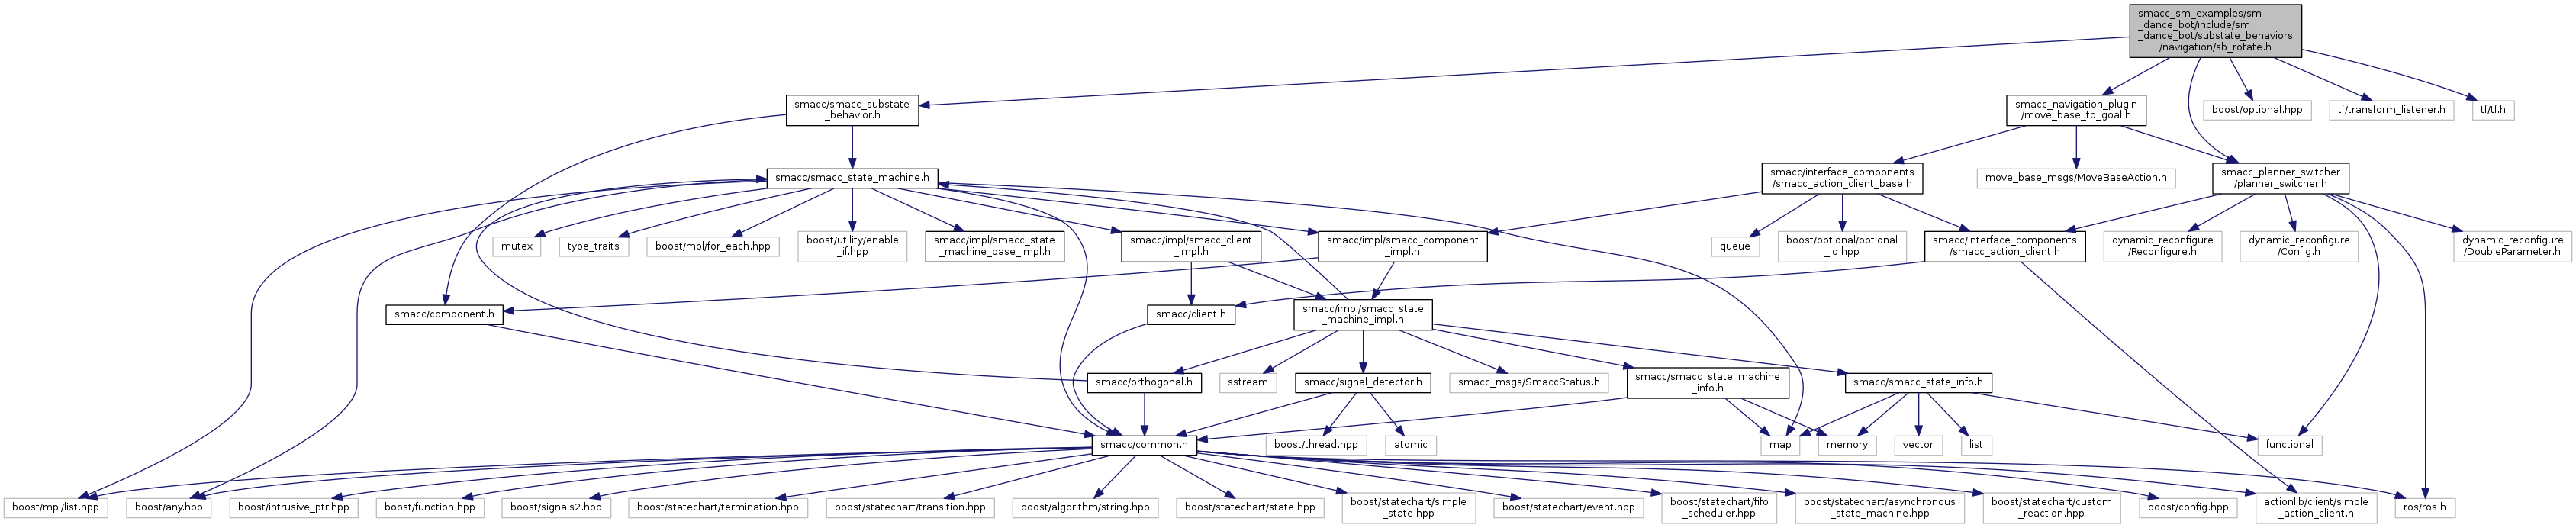 smacc_sm_examples/sm
_dance_bot/include/sm
_dance_bot/substate_behaviors
/navigation/sb_rotate.h
smacc/smacc_substate
_behavior.h
smacc_navigation_plugin
/move_base_to_goal.h
boost/optional.hpp
tf/transform_listener.h
tf/tf.h
smacc/smacc_state_machine.h
smacc/interface_components
/smacc_action_client_base.h
move_base_msgs/MoveBaseAction.h
smacc_planner_switcher
/planner_switcher.h
mutex
type_traits
boost/mpl/for_each.hpp
boost/utility/enable
_if.hpp
smacc/impl/smacc_state
_machine_base_impl.h
smacc/impl/smacc_client
_impl.h
smacc/impl/smacc_component
_impl.h
queue
boost/optional/optional
_io.hpp
smacc/interface_components
/smacc_action_client.h
dynamic_reconfigure
/Reconfigure.h
dynamic_reconfigure
/Config.h
dynamic_reconfigure
/DoubleParameter.h
smacc/component.h
smacc/client.h
smacc/impl/smacc_state
_machine_impl.h
smacc/orthogonal.h
sstream
smacc/signal_detector.h
smacc_msgs/SmaccStatus.h
smacc/smacc_state_machine
_info.h
smacc/smacc_state_info.h
smacc/common.h
boost/thread.hpp
atomic
map
memory
vector
list
functional
boost/mpl/list.hpp
boost/any.hpp
boost/intrusive_ptr.hpp
boost/function.hpp
boost/signals2.hpp
boost/statechart/termination.hpp
boost/statechart/transition.hpp
boost/algorithm/string.hpp
boost/statechart/state.hpp
boost/statechart/simple
_state.hpp
boost/statechart/event.hpp
boost/statechart/fifo
_scheduler.hpp
boost/statechart/asynchronous
_state_machine.hpp
boost/statechart/custom
_reaction.hpp
boost/config.hpp
actionlib/client/simple
_action_client.h
ros/ros.h